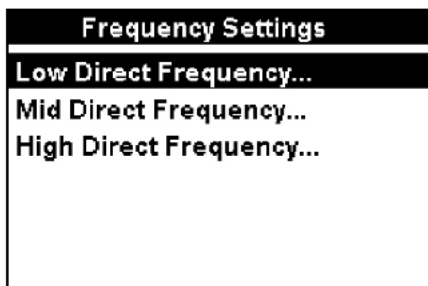 Frequency Settings
Low Direct Frequency...
Mid Direct Frequency...
High Direct Frequency...